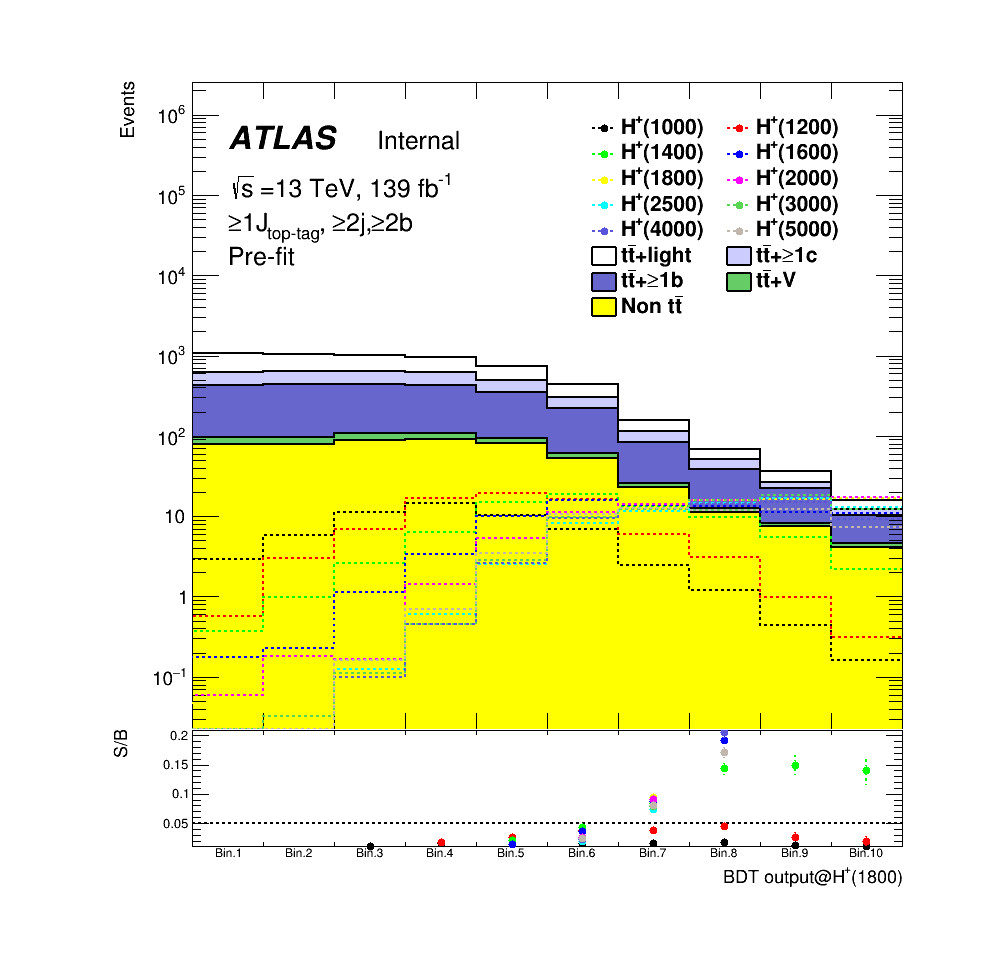 Events
10⁶
10⁵
10⁴
10³
10²
10
1
10⁻¹
ATLAS Internal
√s =13 TeV, 139 fb⁻¹
≥1J_top-tag, ≥2j,≥2b
Pre-fit
H⁺(1000) H⁺(1200)
H⁺(1400) H⁺(1600)
H⁺(1800) H⁺(2000)
H⁺(2500) H⁺(3000)
H⁺(4000) H⁺(5000)
tt̄+light tt̄+≥1c
tt̄+≥1b tt̄+V
Non tt̄
S/B
0.2
0.15
0.1
0.05
Bin.1 Bin.2 Bin.3 Bin.4 Bin.5 Bin.6 Bin.7 Bin.8 Bin.9 Bin.10
BDT output@H⁺(1800)